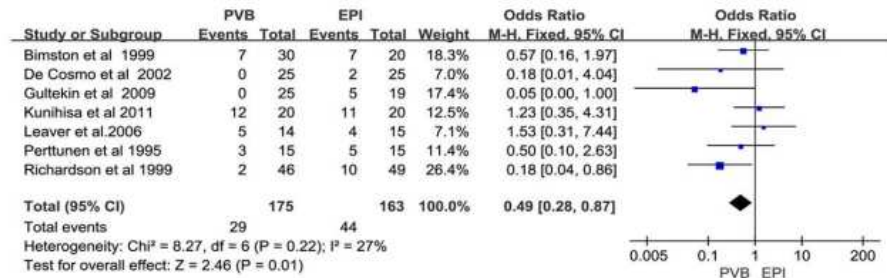 PVB EPI Odds Ratio Odds Ratio
Study or Subgroup Events Total Events Total Weight M-H, Fixed, 95% CI M-H, Fixed, 95% CI
Bimston et al 1999 7 30 7 20 18.3% 0.57 [0.16, 1.97]
De Cosmo et al 2002 0 25 2 25 7.0% 0.18 [0.01, 4.04]
Gultekin et al 2009 0 25 5 19 17.4% 0.05 [0.00, 1.00]
Kunihisa et al 2011 12 20 11 20 12.5% 1.23 [0.35, 4.31]
Leaver et al.2006 5 14 4 15 7.1% 1.53 [0.31, 7.44]
Perttunen et al 1995 3 15 5 15 11.4% 0.50 [0.10, 2.63]
Richardson et al 1999 2 46 10 49 26.4% 0.18 [0.04, 0.86]
Total (95% CI) 175 163 100.0% 0.49 [0.28, 0.87]
Total events 29 44
Heterogeneity: Chi² = 8.27, df = 6 (P = 0.22); I² = 27%
Test for overall effect: Z = 2.46 (P = 0.01)
0.005 0.1 1 10 200
PVB EPI